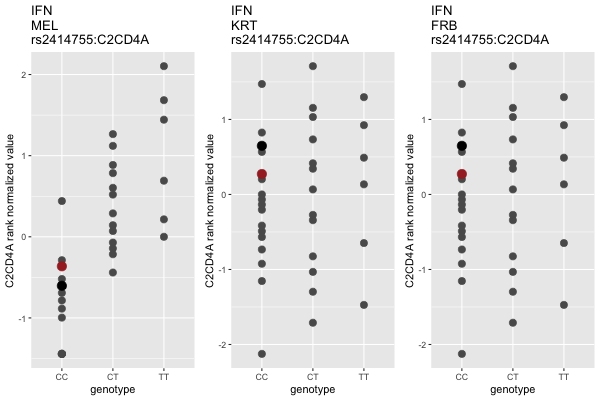 IFN
MEL
rs2414755:C2CD4A
C2CD4A rank normalized value
2
1
0
-1
CC
CT
TT
genotype
IFN
KRT
rs2414755:C2CD4A
C2CD4A rank normalized value
1
0
-1
-2
CC
CT
TT
genotype
IFN
FRB
rs2414755:C2CD4A
C2CD4A rank normalized value
1
0
-1
-2
CC
CT
TT
genotype